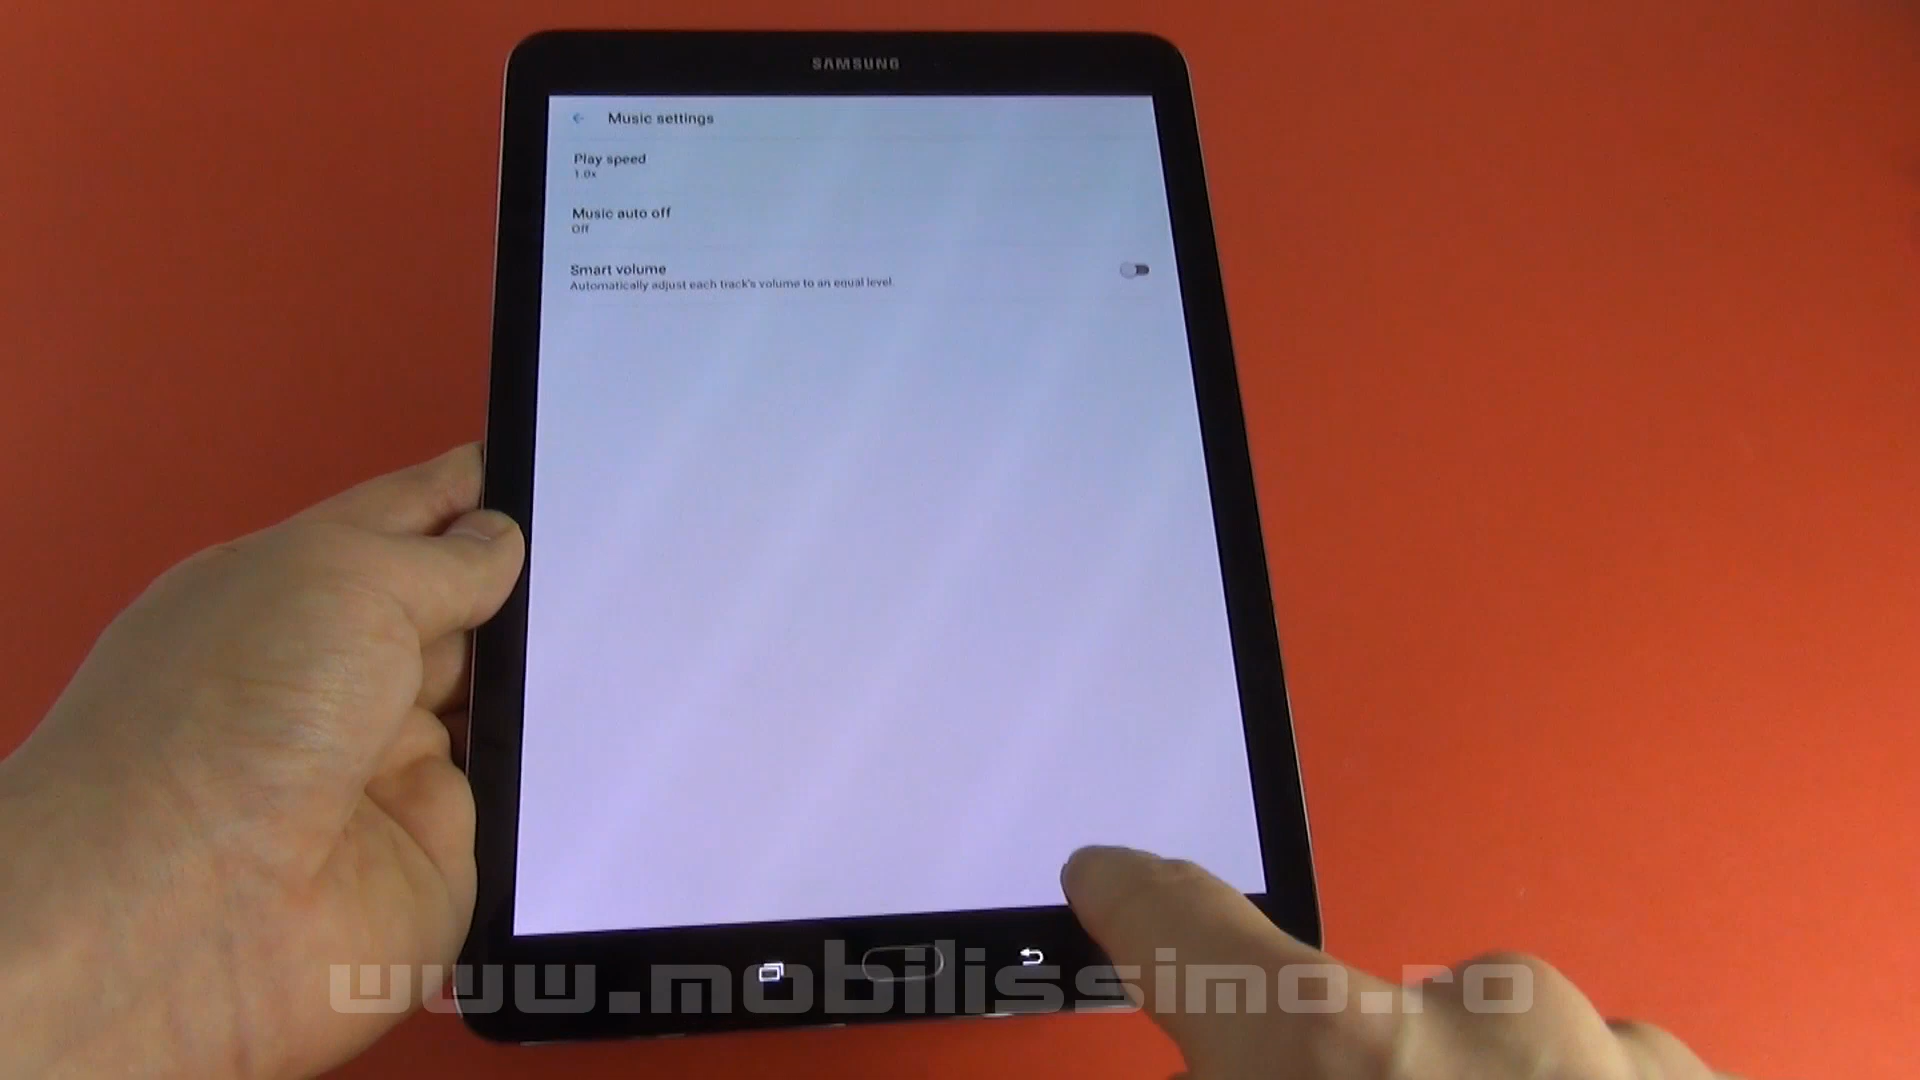 SAMSUNG
Music settings
Play speed
1.0x
Music auto off
Off
Smart volume
Automatically adjust each track's volume to an equal level.
www.mobilissimo.ro